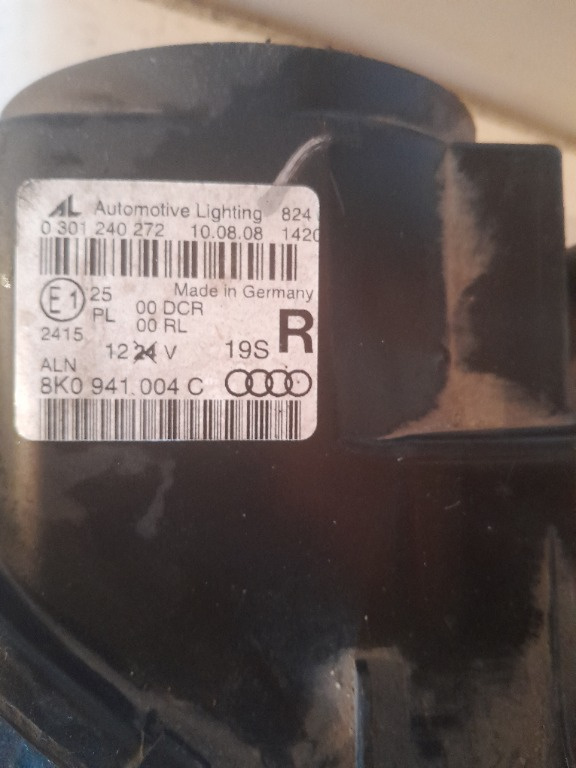 AL Automotive Lighting 824
0 301 240 272 10.08.08 1420
Made in Germany
E1 25 00 DCR
PL 00 RL
R
2415
12 24 V 19S
ALN
8K0 941 004 C